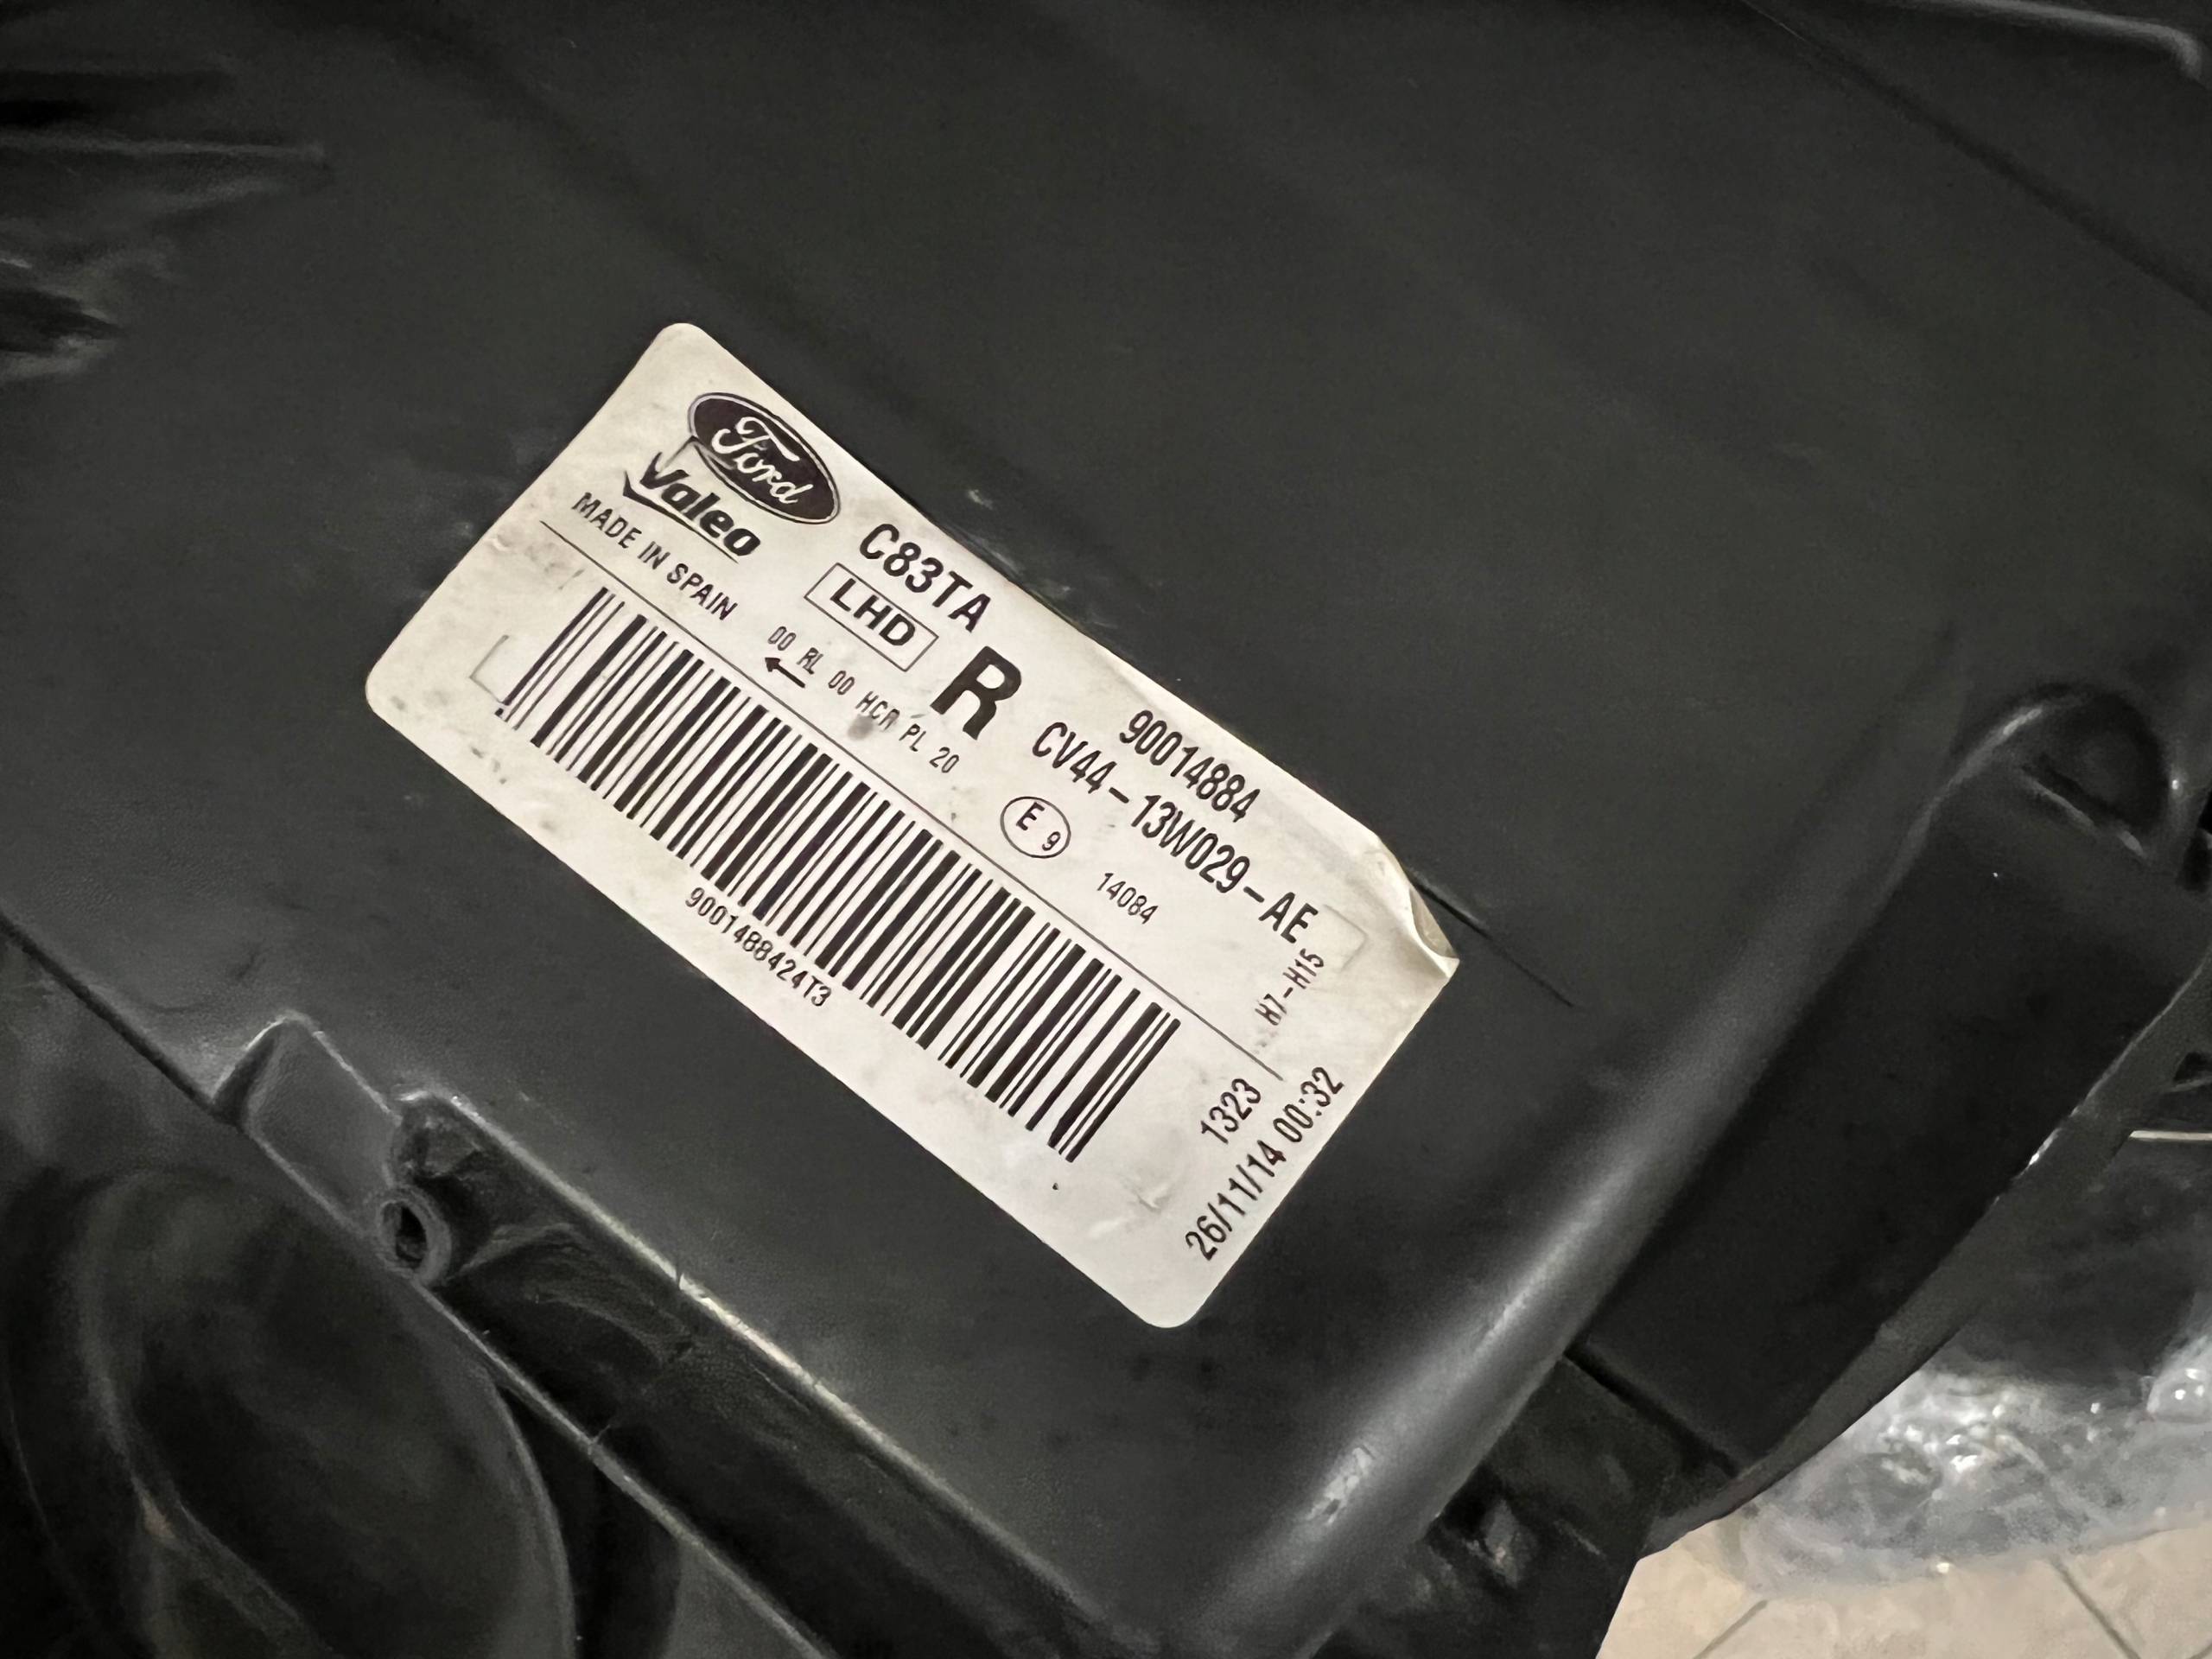 Ford
Valeo
MADE IN SPAIN
C83TA
LHD
R
00 RL 00 HCR PL 20
90014884
CV44-13W029-AE
E 9
14084
H7-H15
9001488424T3
1323
26/11/14 00:32